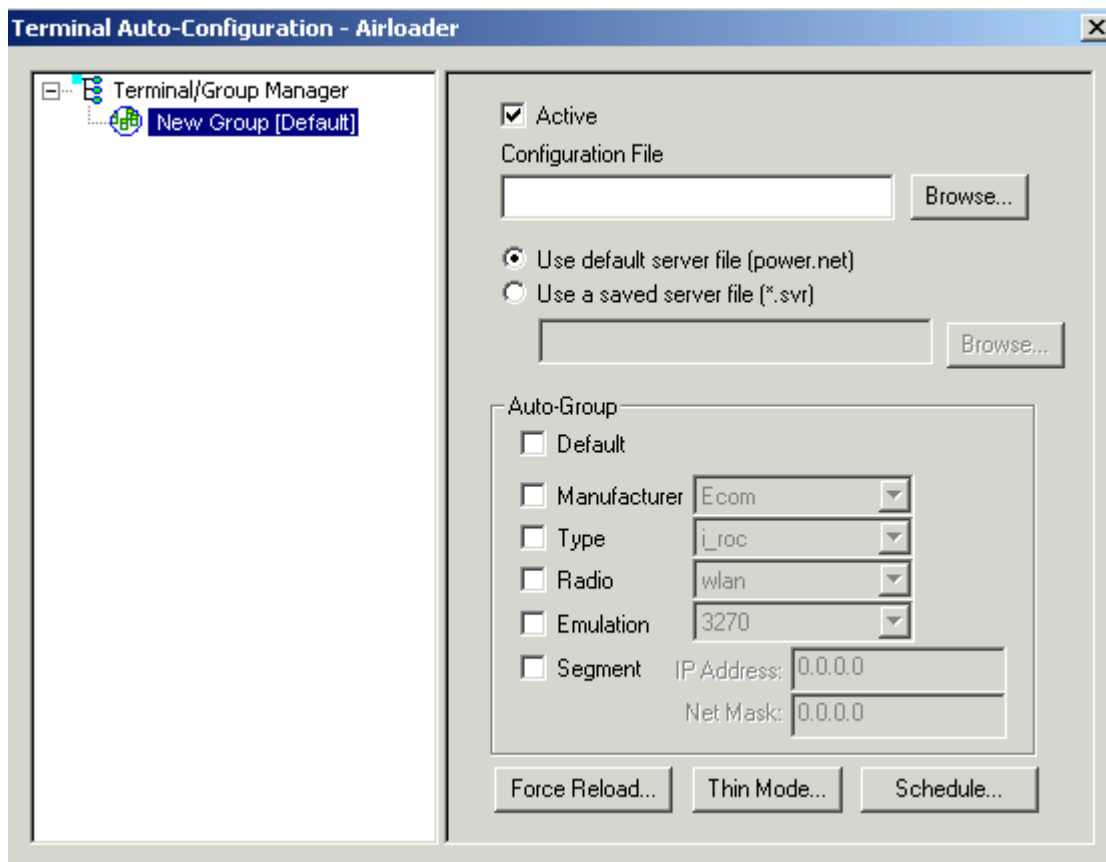 Terminal Auto-Configuration - Airloader
Terminal/Group Manager
New Group [Default]
Active
Configuration File
Browse...
Use default server file (power.net)
Use a saved server file (*.svr)
Browse...
Auto-Group
Default
Manufacturer Ecom
Type i_roc
Radio wlan
Emulation 3270
Segment IP Address: 0.0.0.0
Net Mask: 0.0.0.0
Force Reload... Thin Mode... Schedule...